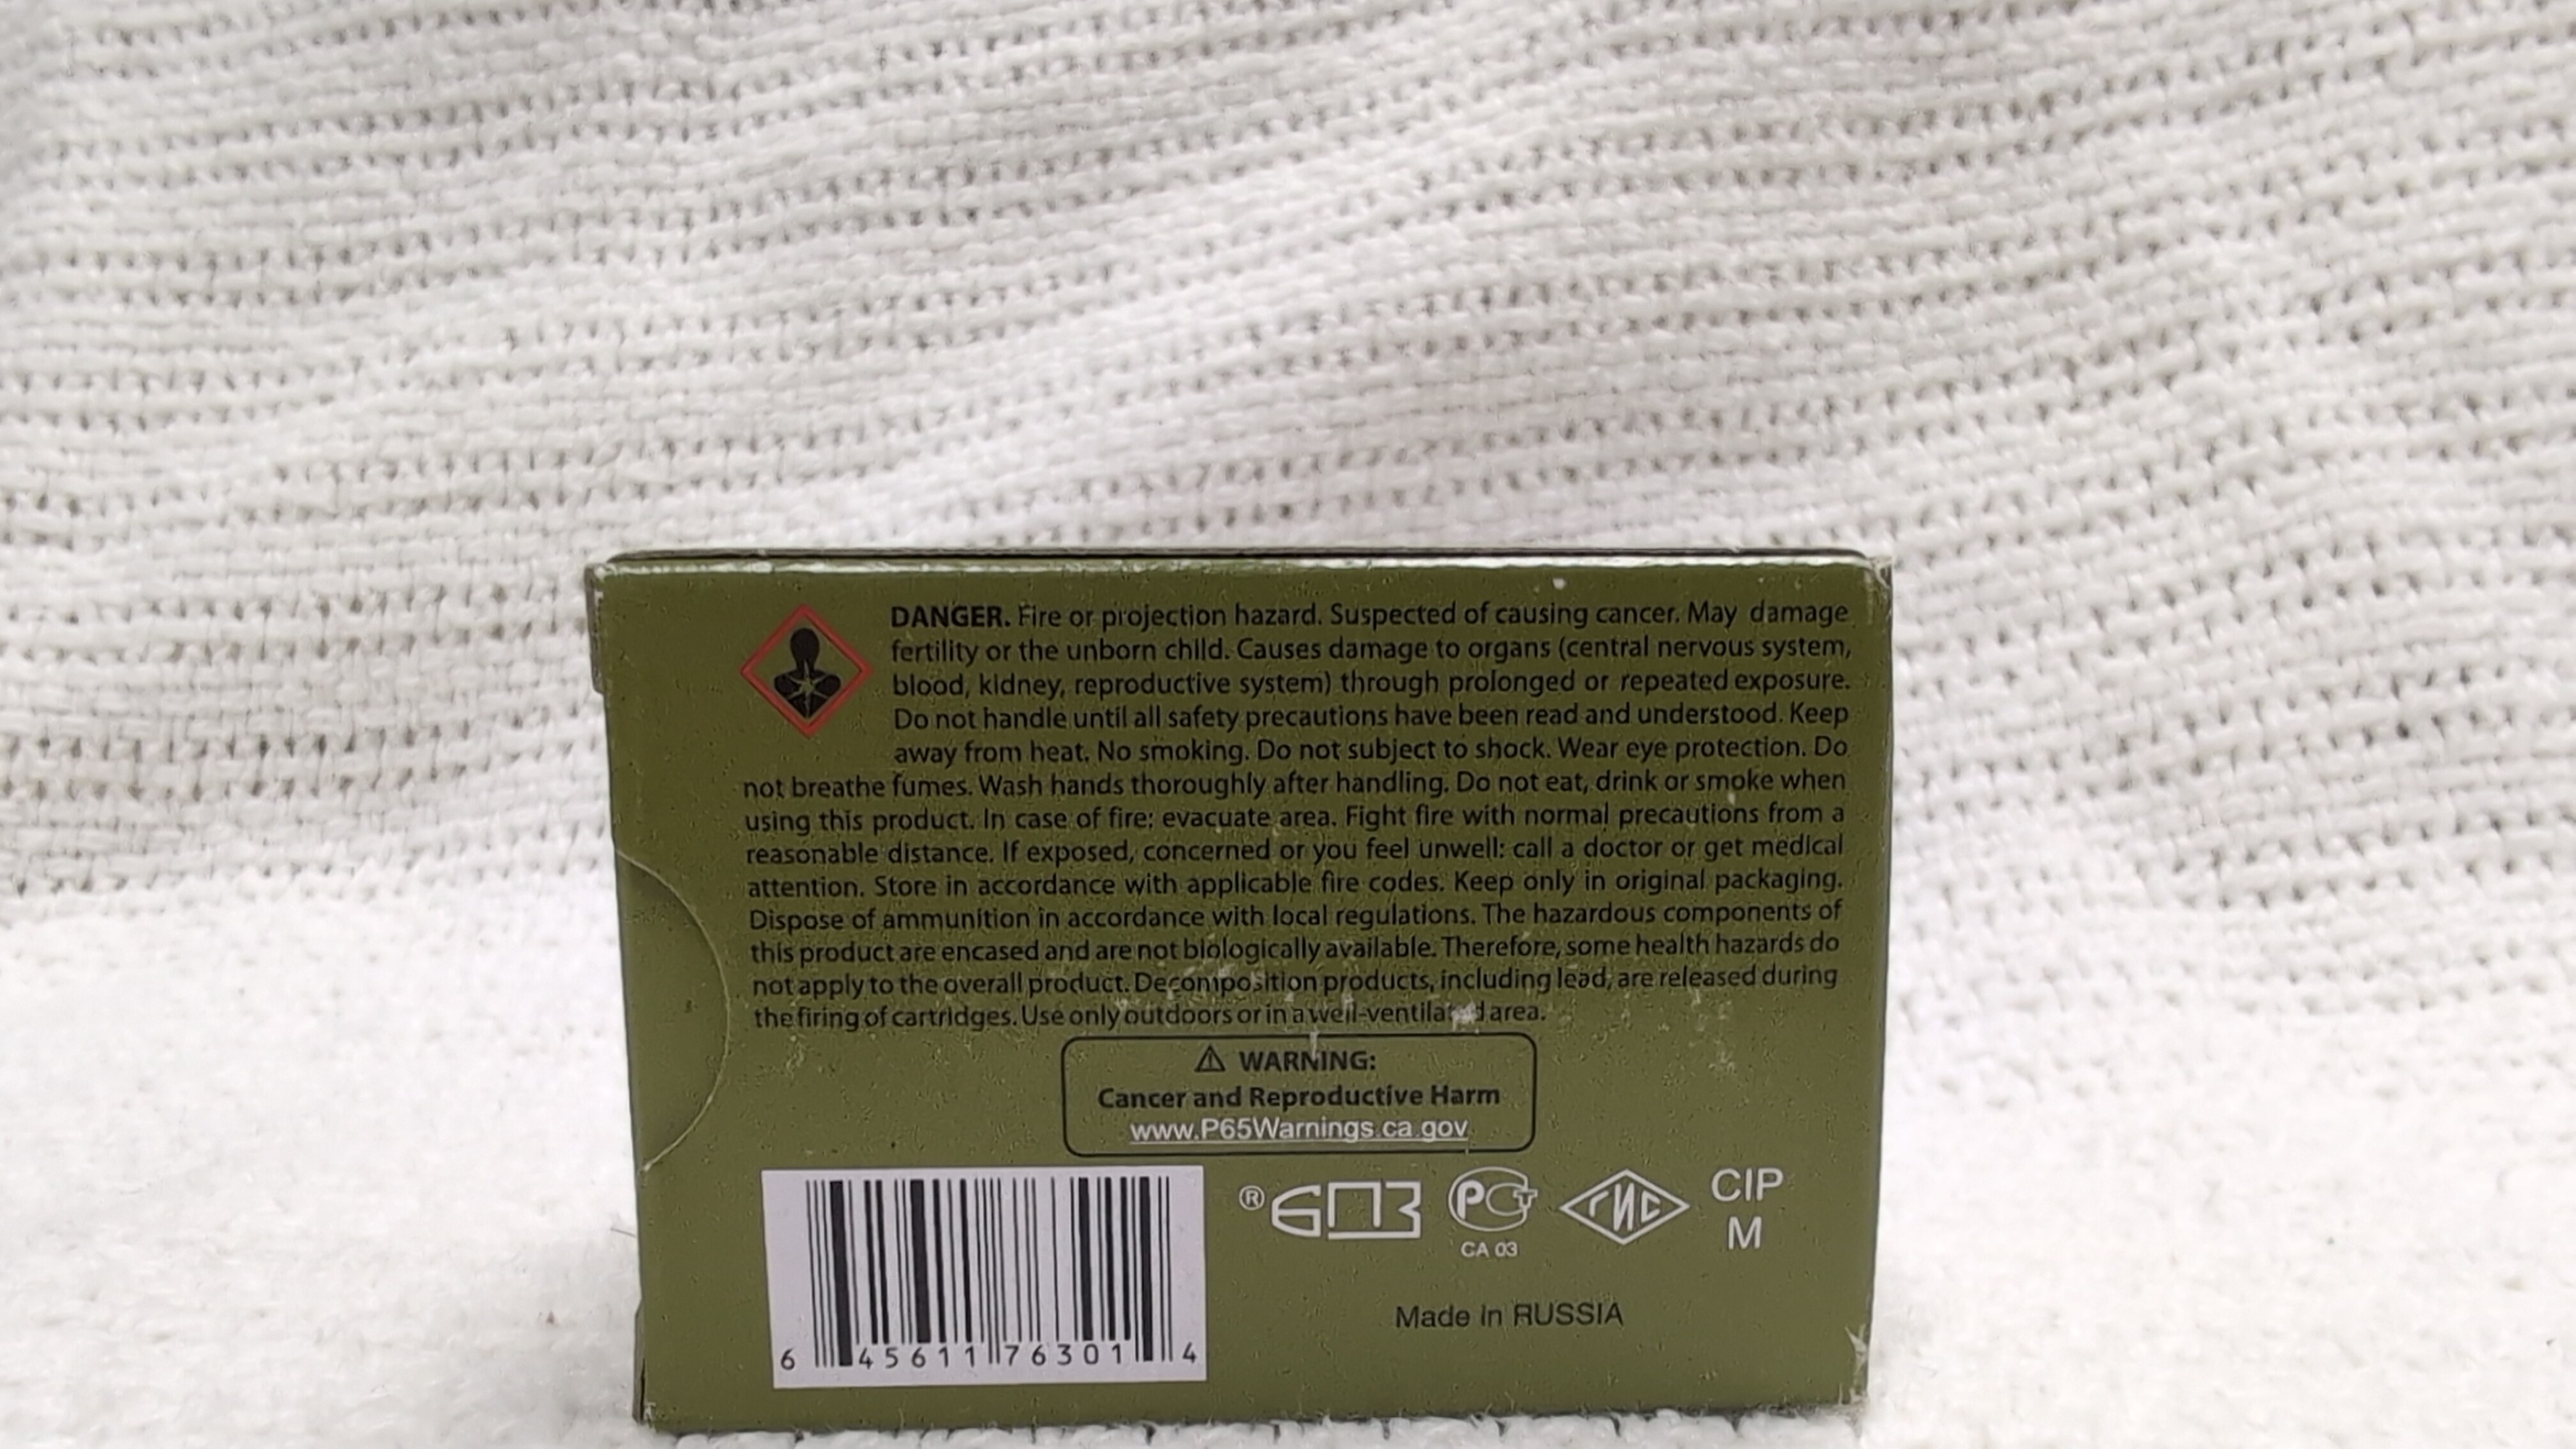 DANGER. Fire or projection hazard. Suspected of causing cancer. May damage
fertility or the unborn child. Causes damage to organs (central nervous system,
blood, kidney, reproductive system) through prolonged or repeated exposure.
Do not handle until all safety precautions have been read and understood. Keep
away from heat. No smoking. Do not subject to shock. Wear eye protection. Do
not breathe fumes. Wash hands thoroughly after handling. Do not eat, drink or smoke when
using this product. In case of fire: evacuate area. Fight fire with normal precautions from a
reasonable distance. If exposed, concerned or you feel unwell: call a doctor or get medical
attention. Store in accordance with applicable fire codes. Keep only in original packaging.
Dispose of ammunition in accordance with local regulations. The hazardous components of
this product are encased and are not biologically available. Therefore, some health hazards do
not apply to the overall product. Decomposition products, including lead, are released during
the firing of cartridges. Use only outdoors or in a well-ventilated area.
⚠ WARNING:
Cancer and Reproductive Harm
www.P65Warnings.ca.gov
® БПЗ РСТ ГИС CIP
CA 03 M
Made in RUSSIA
6 45611 76301 4